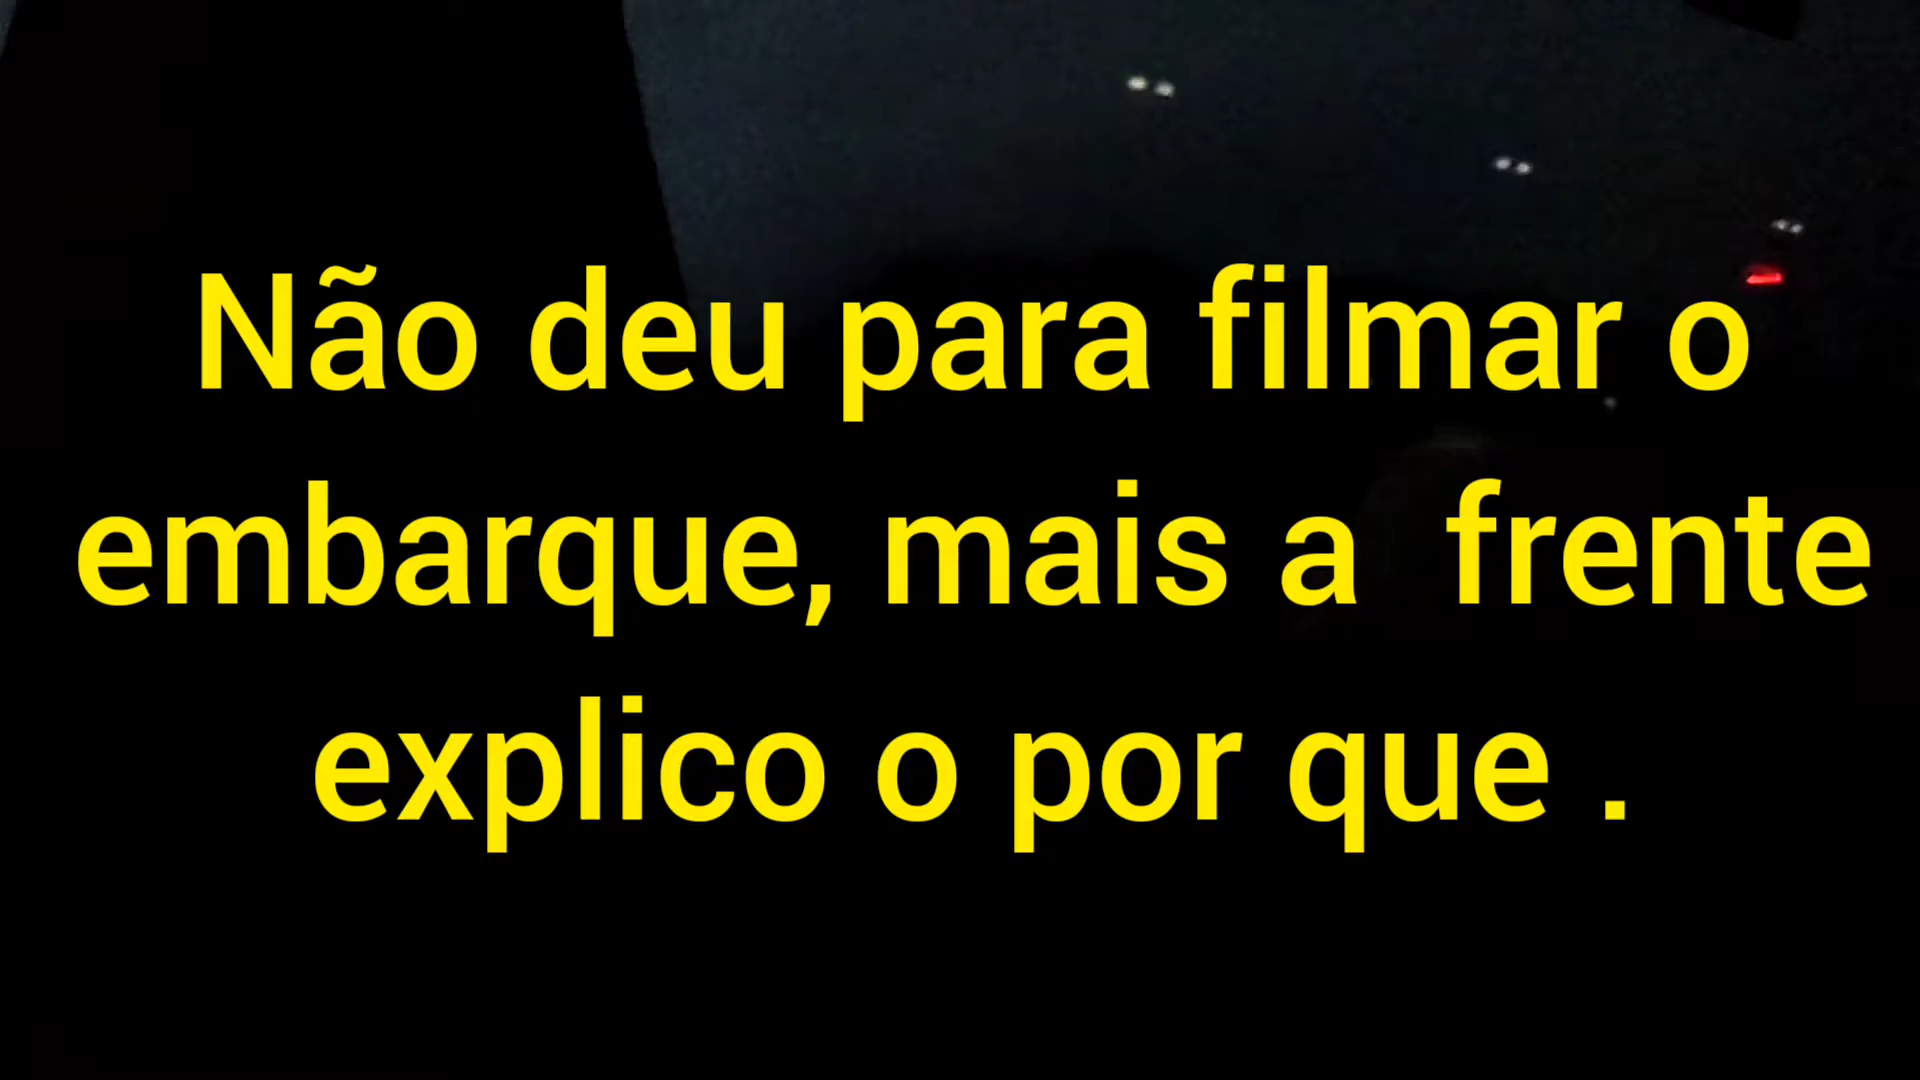 Não deu para filmar o
embarque, mais a  frente
explico o por que .